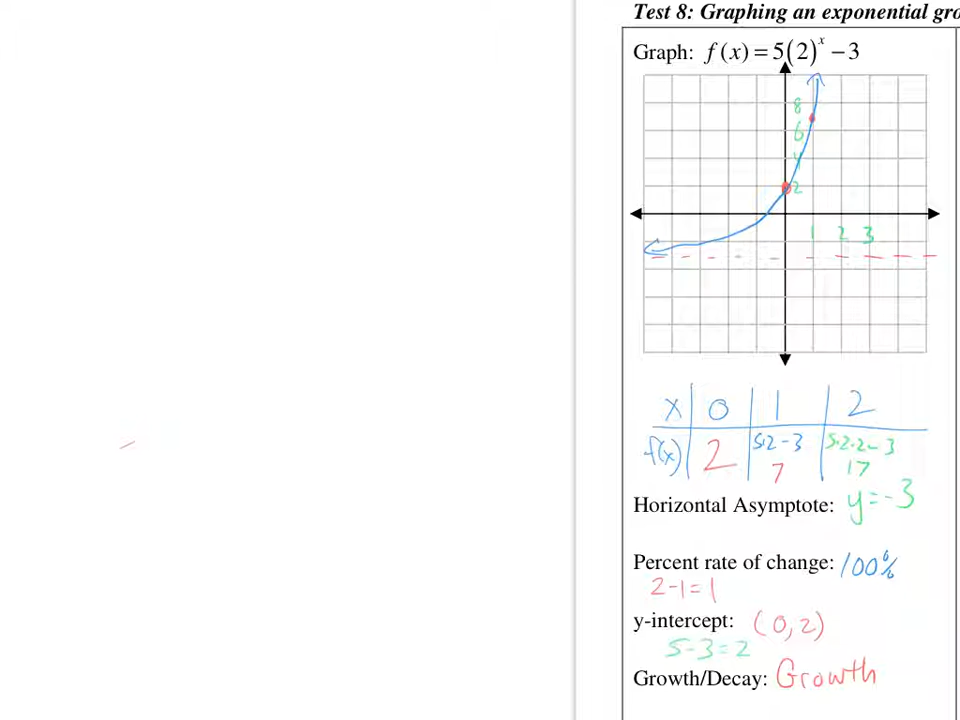 Test 8: Graphing an exponential gro
Graph: f(x) = 5(2)^x − 3
8
6
4
2
1 2 3
x 0 1 2
f(x) 2 5·2-3 5·2·2-3
7 17
Horizontal Asymptote: y=-3
Percent rate of change: 100%
2-1=1
y-intercept: (0,2)
5-3=2
Growth/Decay: Growth